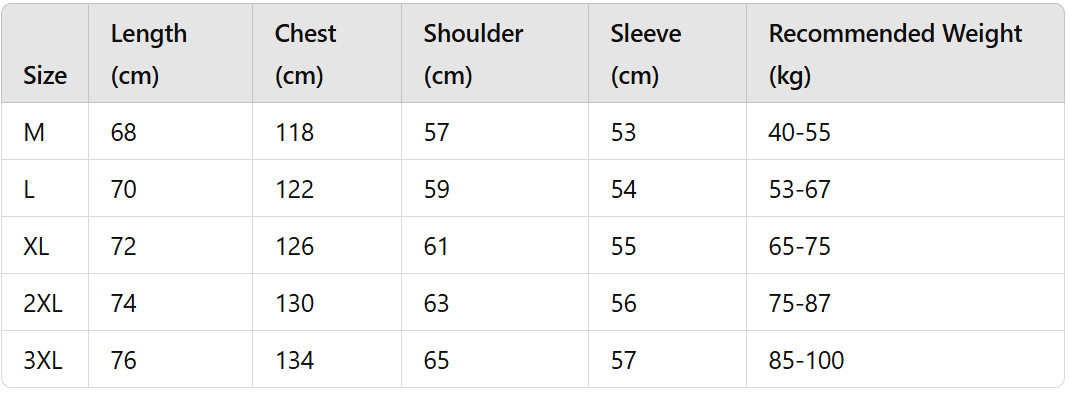 Size Length (cm) Chest (cm) Shoulder (cm) Sleeve (cm) Recommended Weight (kg)
M 68 118 57 53 40-55
L 70 122 59 54 53-67
XL 72 126 61 55 65-75
2XL 74 130 63 56 75-87
3XL 76 134 65 57 85-100